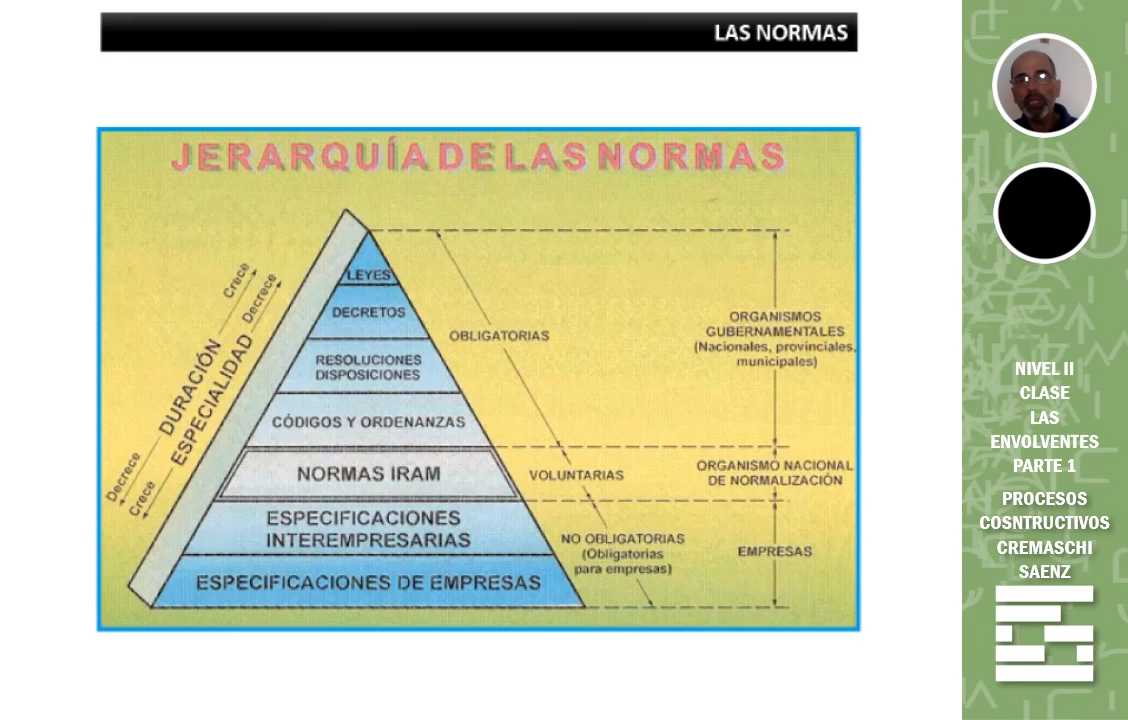 LAS NORMAS
JERARQUÍA DE LAS NORMAS
Crece
Decrece
DURACIÓN
ESPECIALIDAD
Decrece
Crece
LEYES
DECRETOS
RESOLUCIONES
DISPOSICIONES
CÓDIGOS Y ORDENANZAS
NORMAS IRAM
ESPECIFICACIONES
INTEREMPRESARIAS
ESPECIFICACIONES DE EMPRESAS
OBLIGATORIAS
VOLUNTARIAS
NO OBLIGATORIAS
(Obligatorias
para empresas)
ORGANISMOS
GUBERNAMENTALES
(Nacionales, provinciales,
municipales)
ORGANISMO NACIONAL
DE NORMALIZACIÓN
EMPRESAS
NIVEL II
CLASE
LAS
ENVOLVENTES
PARTE 1
PROCESOS
COSNTRUCTIVOS
CREMASCHI
SAENZ